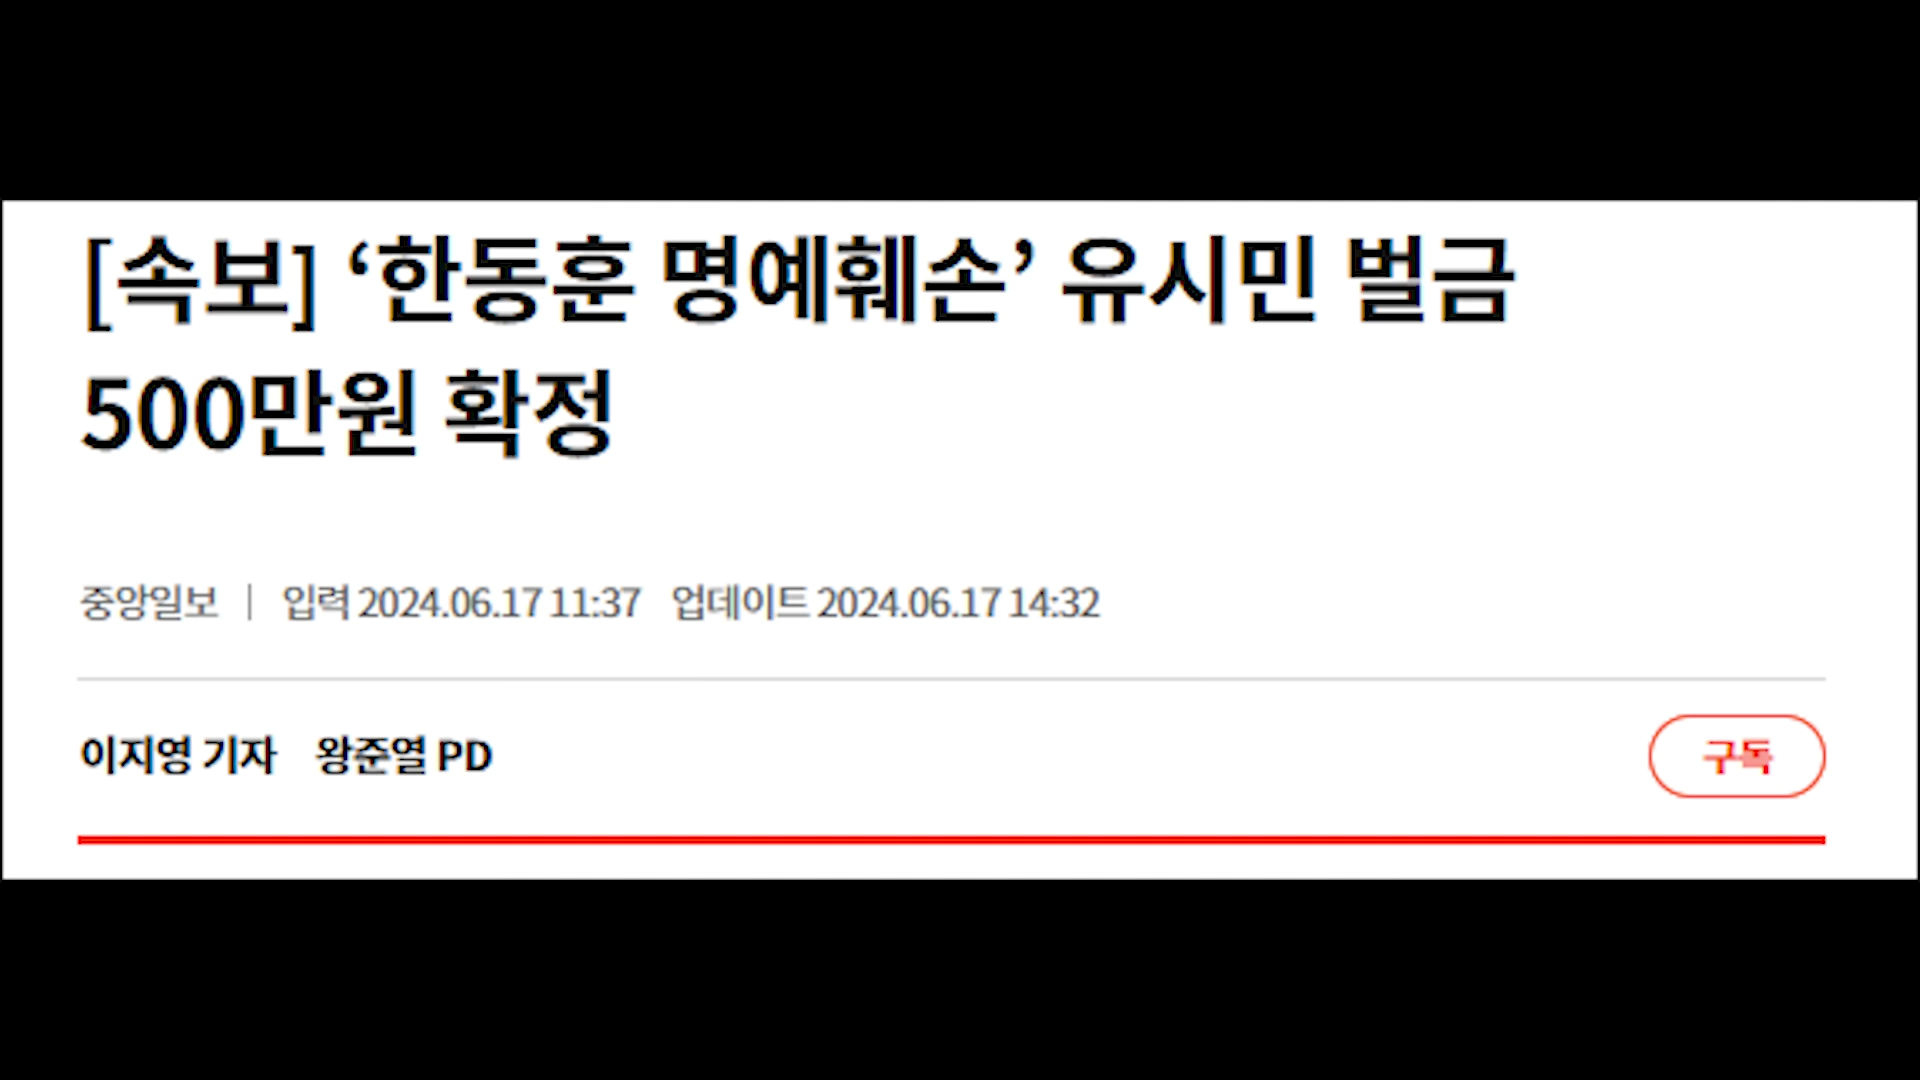 [속보] ‘한동훈 명예훼손’ 유시민 벌금
500만원 확정
중앙일보 | 입력 2024.06.17 11:37 업데이트 2024.06.17 14:32
이지영 기자 왕준열 PD
구독